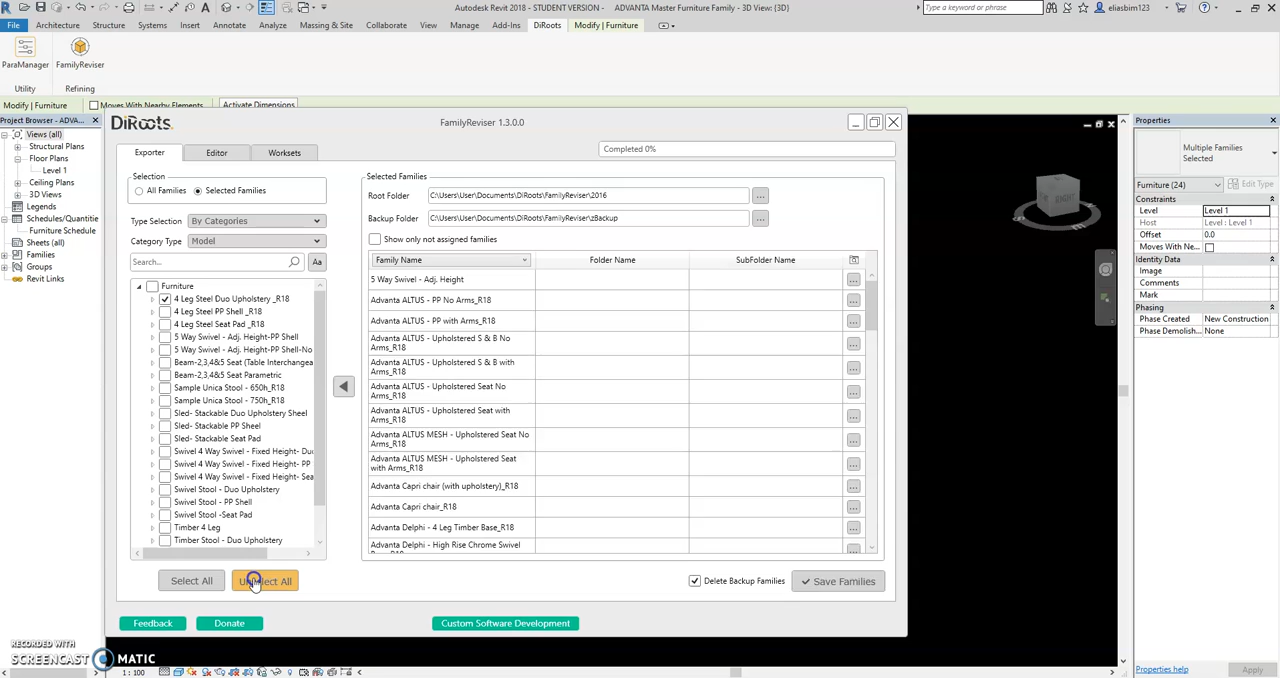 Autodesk Revit 2018 - STUDENT VERSION - ADVANTA Master Furniture Family - 3D View: {3D}
Type a keyword or phrase
eliasbim123
File
Architecture
Structure
Systems
Insert
Annotate
Analyze
Massing & Site
Collaborate
View
Manage
Add-Ins
DiRoots
Modify | Furniture
ParaManager
FamilyReviser
Utility
Refining
Modify | Furniture
Moves With Nearby Elements
Activate Dimensions
Project Browser - ADVA...
Views (all)
Structural Plans
Floor Plans
Level 1
Ceiling Plans
3D Views
Legends
Schedules/Quantitie
Furniture Schedule
Sheets (all)
Families
Groups
Revit Links
DiRoots.
FamilyReviser 1.3.0.0
Exporter
Editor
Worksets
Completed 0%
Selection
All Families
Selected Families
Type Selection
By Categories
Category Type
Model
Search...
Aa
Furniture
4 Leg Steel Duo Upholstery _R18
4 Leg Steel PP Shell _R18
4 Leg Steel Seat Pad _R18
5 Way Swivel - Adj. Height-PP Shell
5 Way Swivel - Adj. Height-PP Shell-No
Beam-2,3,4&5 Seat (Table Interchangea
Beam-2,3,4&5 Seat Parametric
Sample Unica Stool - 650h_R18
Sample Unica Stool - 750h_R18
Sled- Stackable Duo Upholstery Sheel
Sled- Stackable PP Sheel
Sled- Stackable Seat Pad
Swivel 4 Way Swivel - Fixed Height- Du
Swivel 4 Way Swivel - Fixed Height- PP
Swivel 4 Way Swivel - Fixed Height- Sea
Swivel Stool - Duo Upholstery
Swivel Stool - PP Shell
Swivel Stool -Seat Pad
Timber 4 Leg
Timber Stool - Duo Upholstery
Select All
Unselect All
Selected Families
Root Folder
C:\Users\User\Documents\DiRoots\FamilyReviser\2016
...
Backup Folder
C:\Users\User\Documents\DiRoots\FamilyReviser\zBackup
...
Show only not assigned families
Family Name
Folder Name
SubFolder Name
5 Way Swivel - Adj. Height
Advanta ALTUS - PP No Arms_R18
Advanta ALTUS - PP with Arms_R18
Advanta ALTUS - Upholstered S & B No
Arms_R18
Advanta ALTUS - Upholstered S & B with
Arms_R18
Advanta ALTUS - Upholstered Seat No
Arms_R18
Advanta ALTUS - Upholstered Seat with
Arms_R18
Advanta ALTUS MESH - Upholstered Seat No
Arms_R18
Advanta ALTUS MESH - Upholstered Seat
with Arms_R18
Advanta Capri chair (with upholstery)_R18
Advanta Capri chair_R18
Advanta Delphi - 4 Leg Timber Base_R18
Advanta Delphi - High Rise Chrome Swivel
Delete Backup Families
Save Families
Feedback
Donate
Custom Software Development
RIGHT
Properties
Multiple Families
Selected
Furniture (24)
Edit Type
Constraints
Level
Level 1
Host
Level : Level 1
Offset
0.0
Moves With Ne...
Identity Data
Image
Comments
Mark
Phasing
Phase Created
New Construction
Phase Demolish...
None
Properties help
Apply
RECORDED WITH
SCREENCAST MATIC
1 : 100